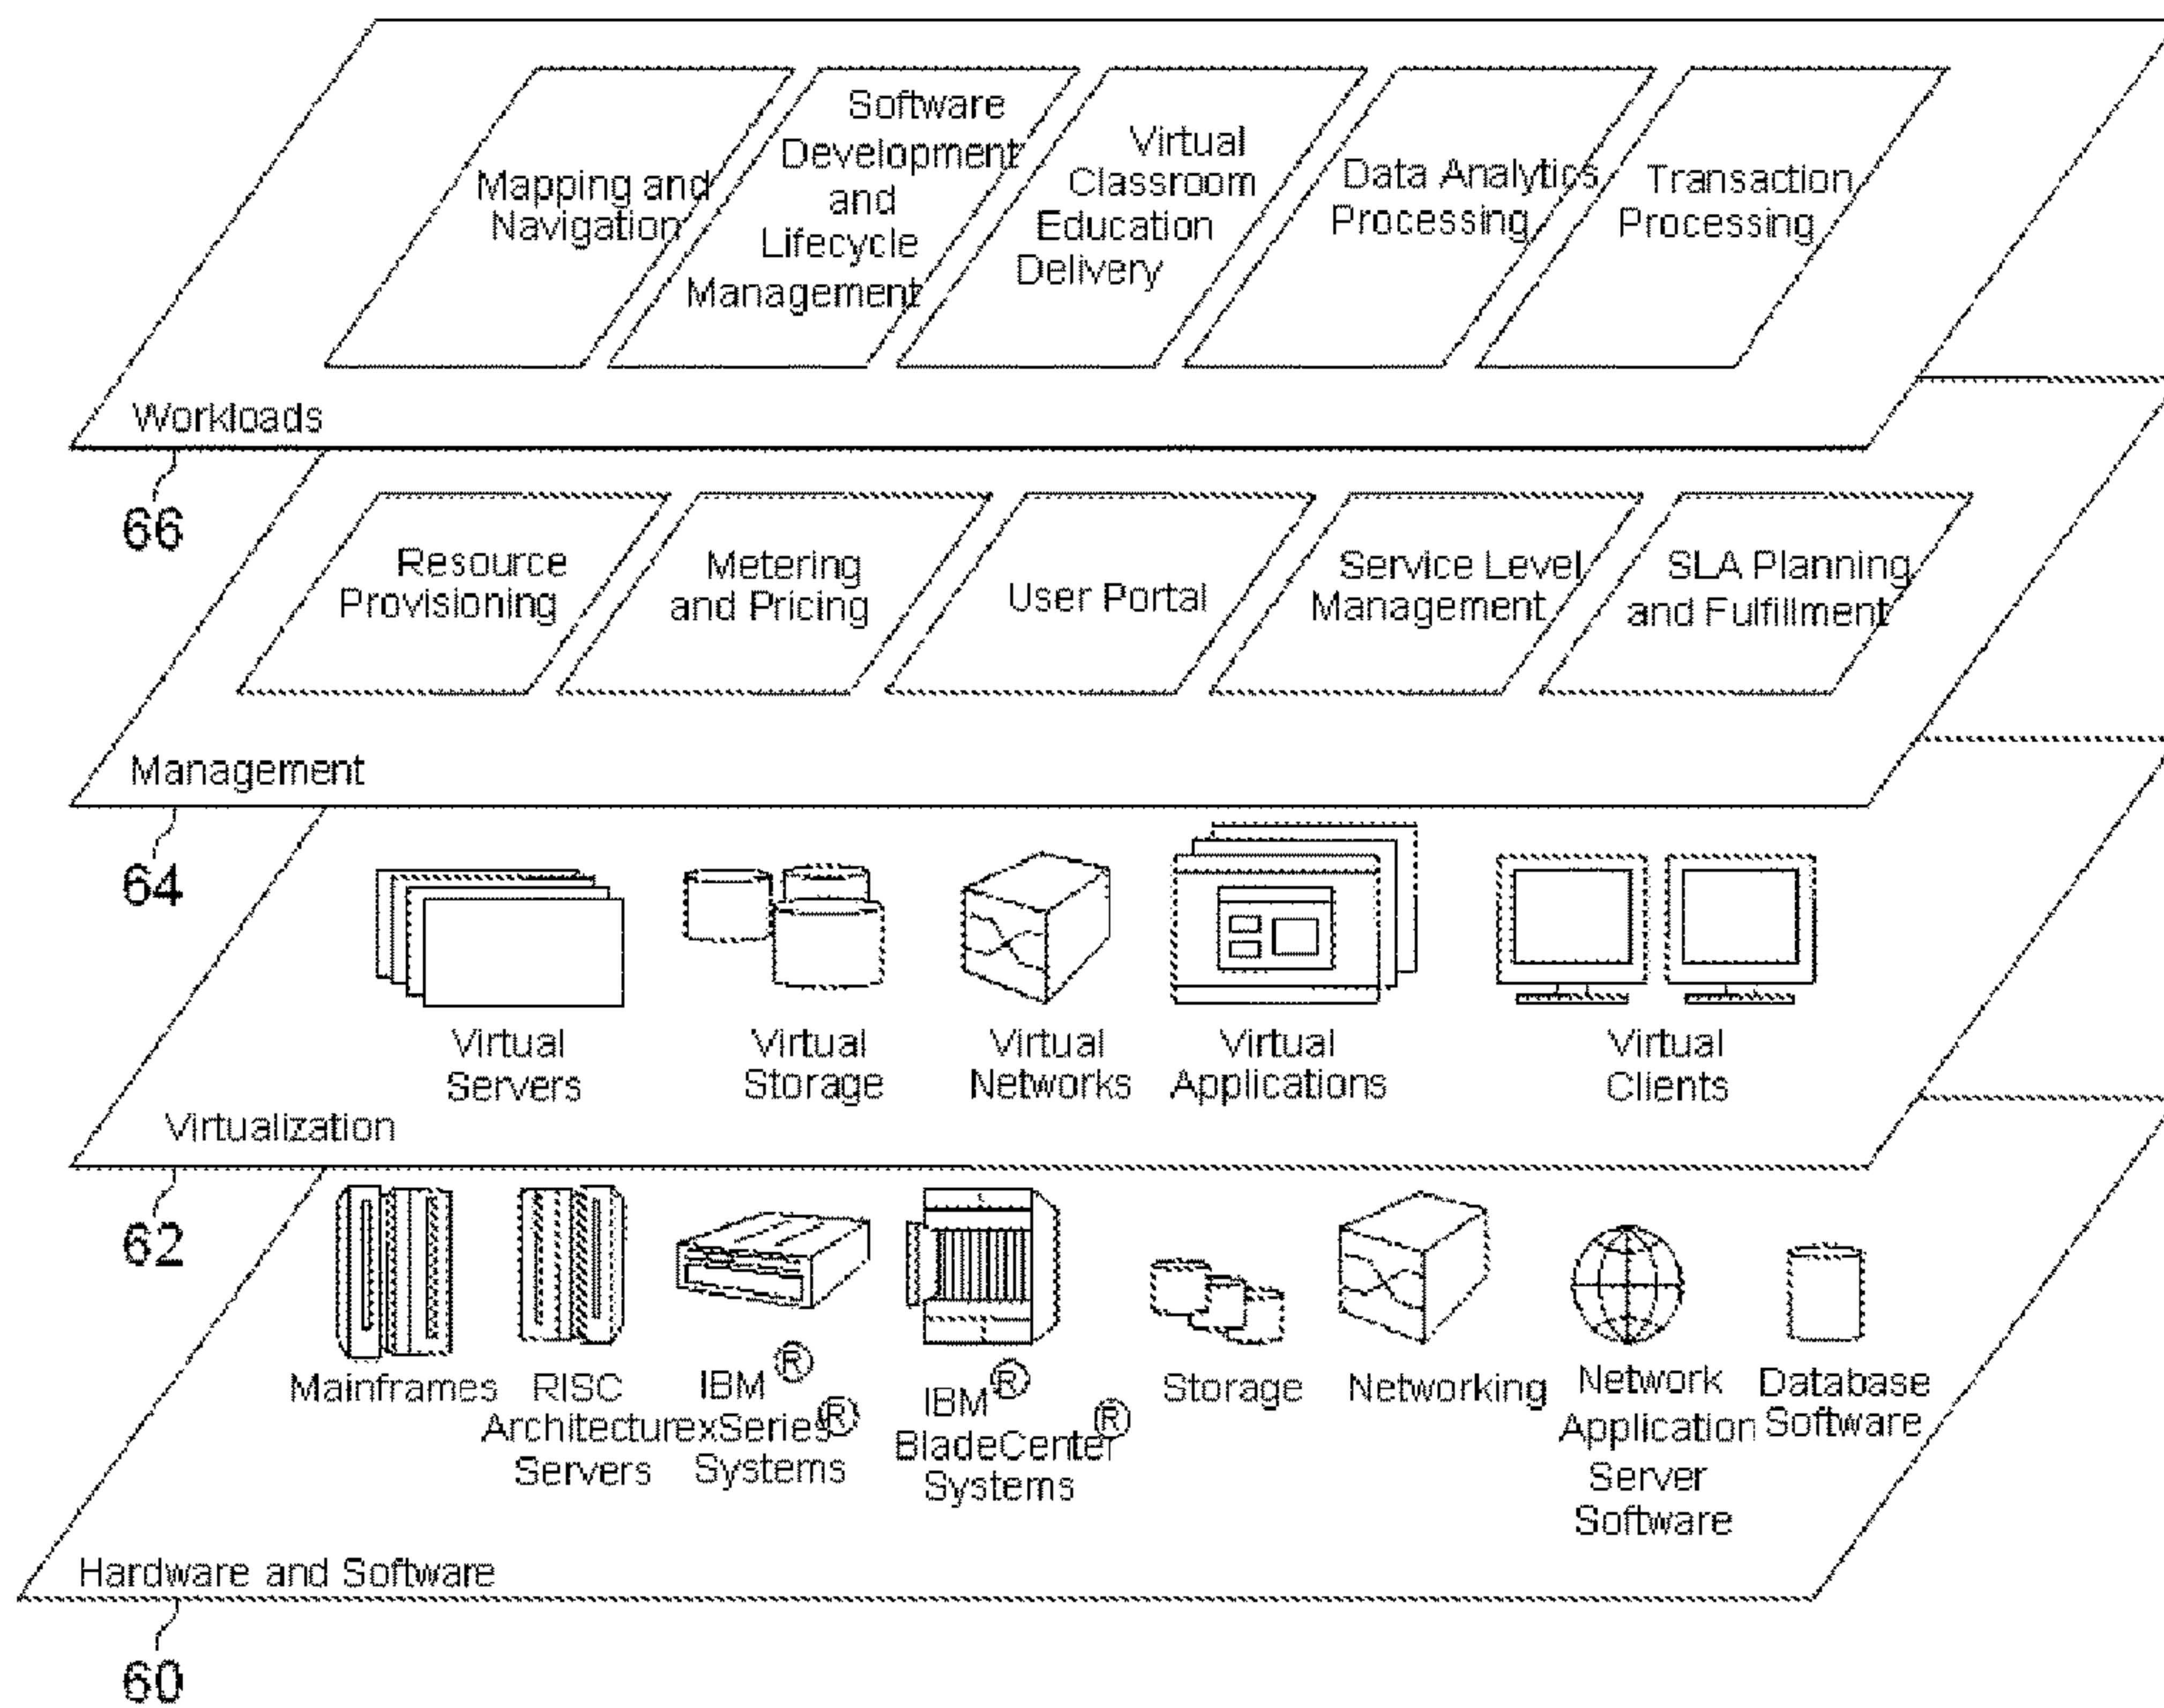 Mapping and
Navigation
Software
Development
and
Lifecycle
Management
Virtual
Classroom
Education
Delivery
Data Analytics
Processing
Transaction
Processing
Workloads
66
Resource
Provisioning
Metering
and Pricing
User Portal
Service Level
Management
SLA Planning
and Fulfillment
Management
64
Virtual
Servers
Virtual
Storage
Virtual
Networks
Virtual
Applications
Virtual
Clients
Virtualization
62
Mainframes
RISC
Architecture
Servers
IBM®
xSeries®
Systems
IBM®
BladeCenter®
Systems
Storage
Networking
Network
Application
Server
Software
Database
Software
Hardware and Software
60